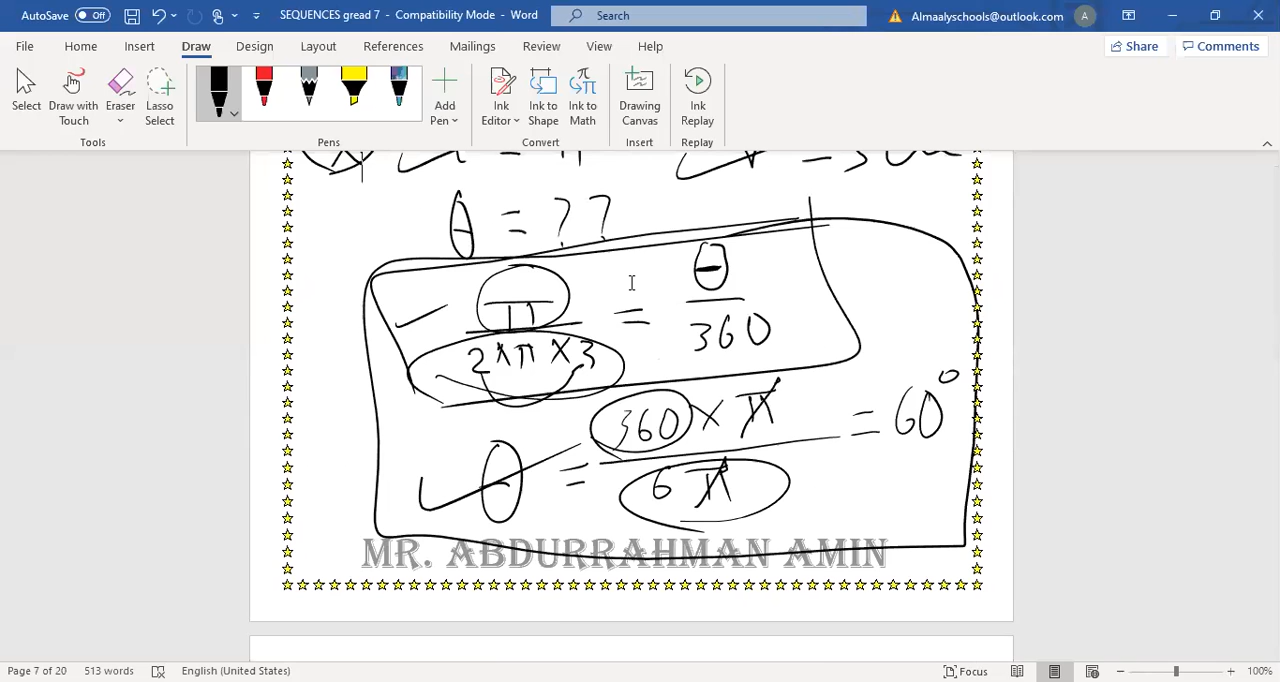 AutoSave Off SEQUENCES gread 7 - Compatibility Mode - Word Search Almaalyschools@outlook.com A
File Home Insert Draw Design Layout References Mailings Review View Help Share Comments
Select Draw with Touch Eraser Lasso Select Add Pen Ink Editor Ink to Shape Ink to Math Drawing Canvas Ink Replay
Tools Pens Convert Insert Replay
θ = ??
π / 2×π×3 = θ / 360
θ = 360 × π / 6π = 60°
MR. ABDURRAHMAN AMIN
Page 7 of 20 513 words English (United States) Focus 100%